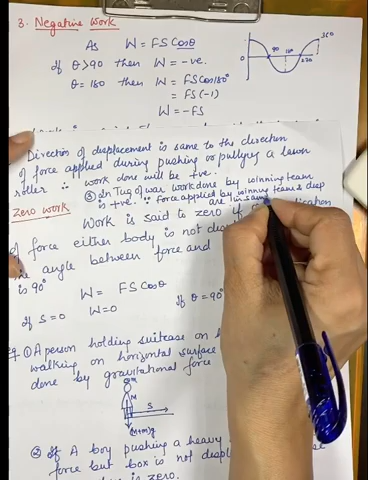 3. Negative Work
As W = FS Cosθ
If θ>90 then W = -ve.
θ = 180 then W = FSCos180°
= FS(-1)
W = -FS
0
90
180
270
360
Direction of displacement is same to the direction
of force applied during pushing or pullying a lawn
roller ∴ work done will be +ve.
③ In Tug of war work done by winning team
is +ve. ∵ force applied by winning team & disp
are in same
Zero work
Work is said to zero if
of force either body is not
angle between force and
is 90°
W = FS Cosθ
If S = 0 W=0 If θ = 90°
eg. ① A person holding suitcase on
walking on horizontal surface
done by gravitational force
m
M
S
(M+m)g
② If A boy pushing a heavy
force but box is not
is zero.